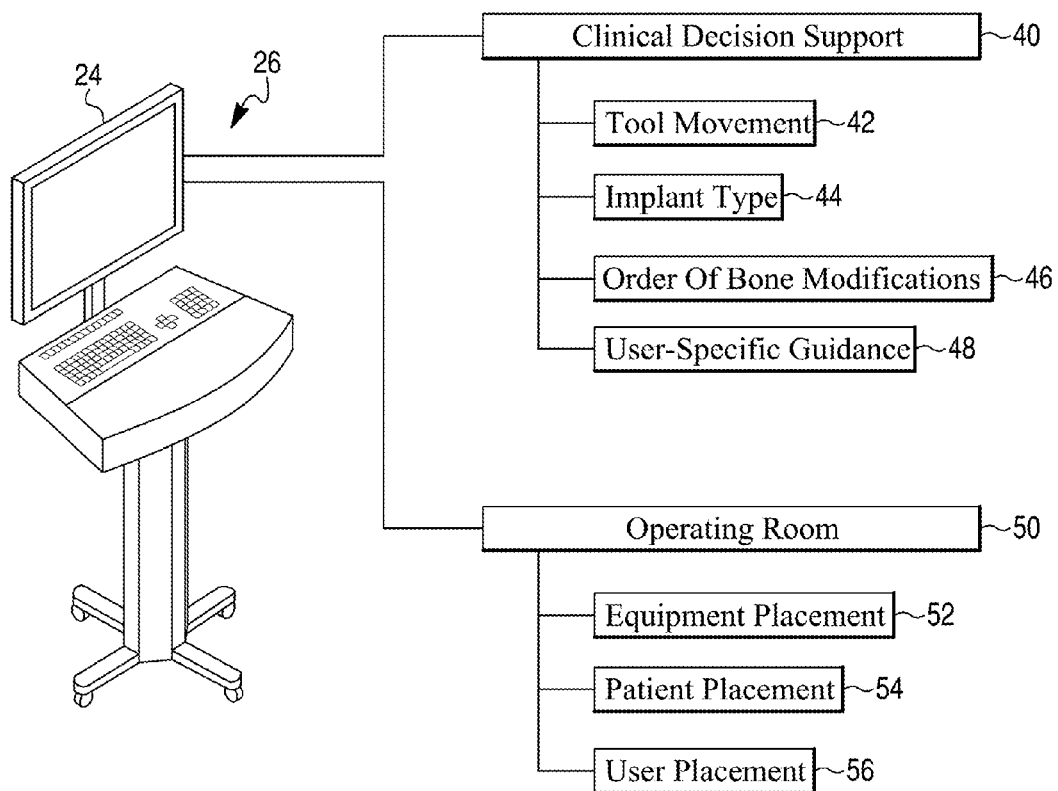 24
26
Clinical Decision Support 40
Tool Movement 42
Implant Type 44
Order Of Bone Modifications 46
User-Specific Guidance 48
Operating Room 50
Equipment Placement 52
Patient Placement 54
User Placement 56